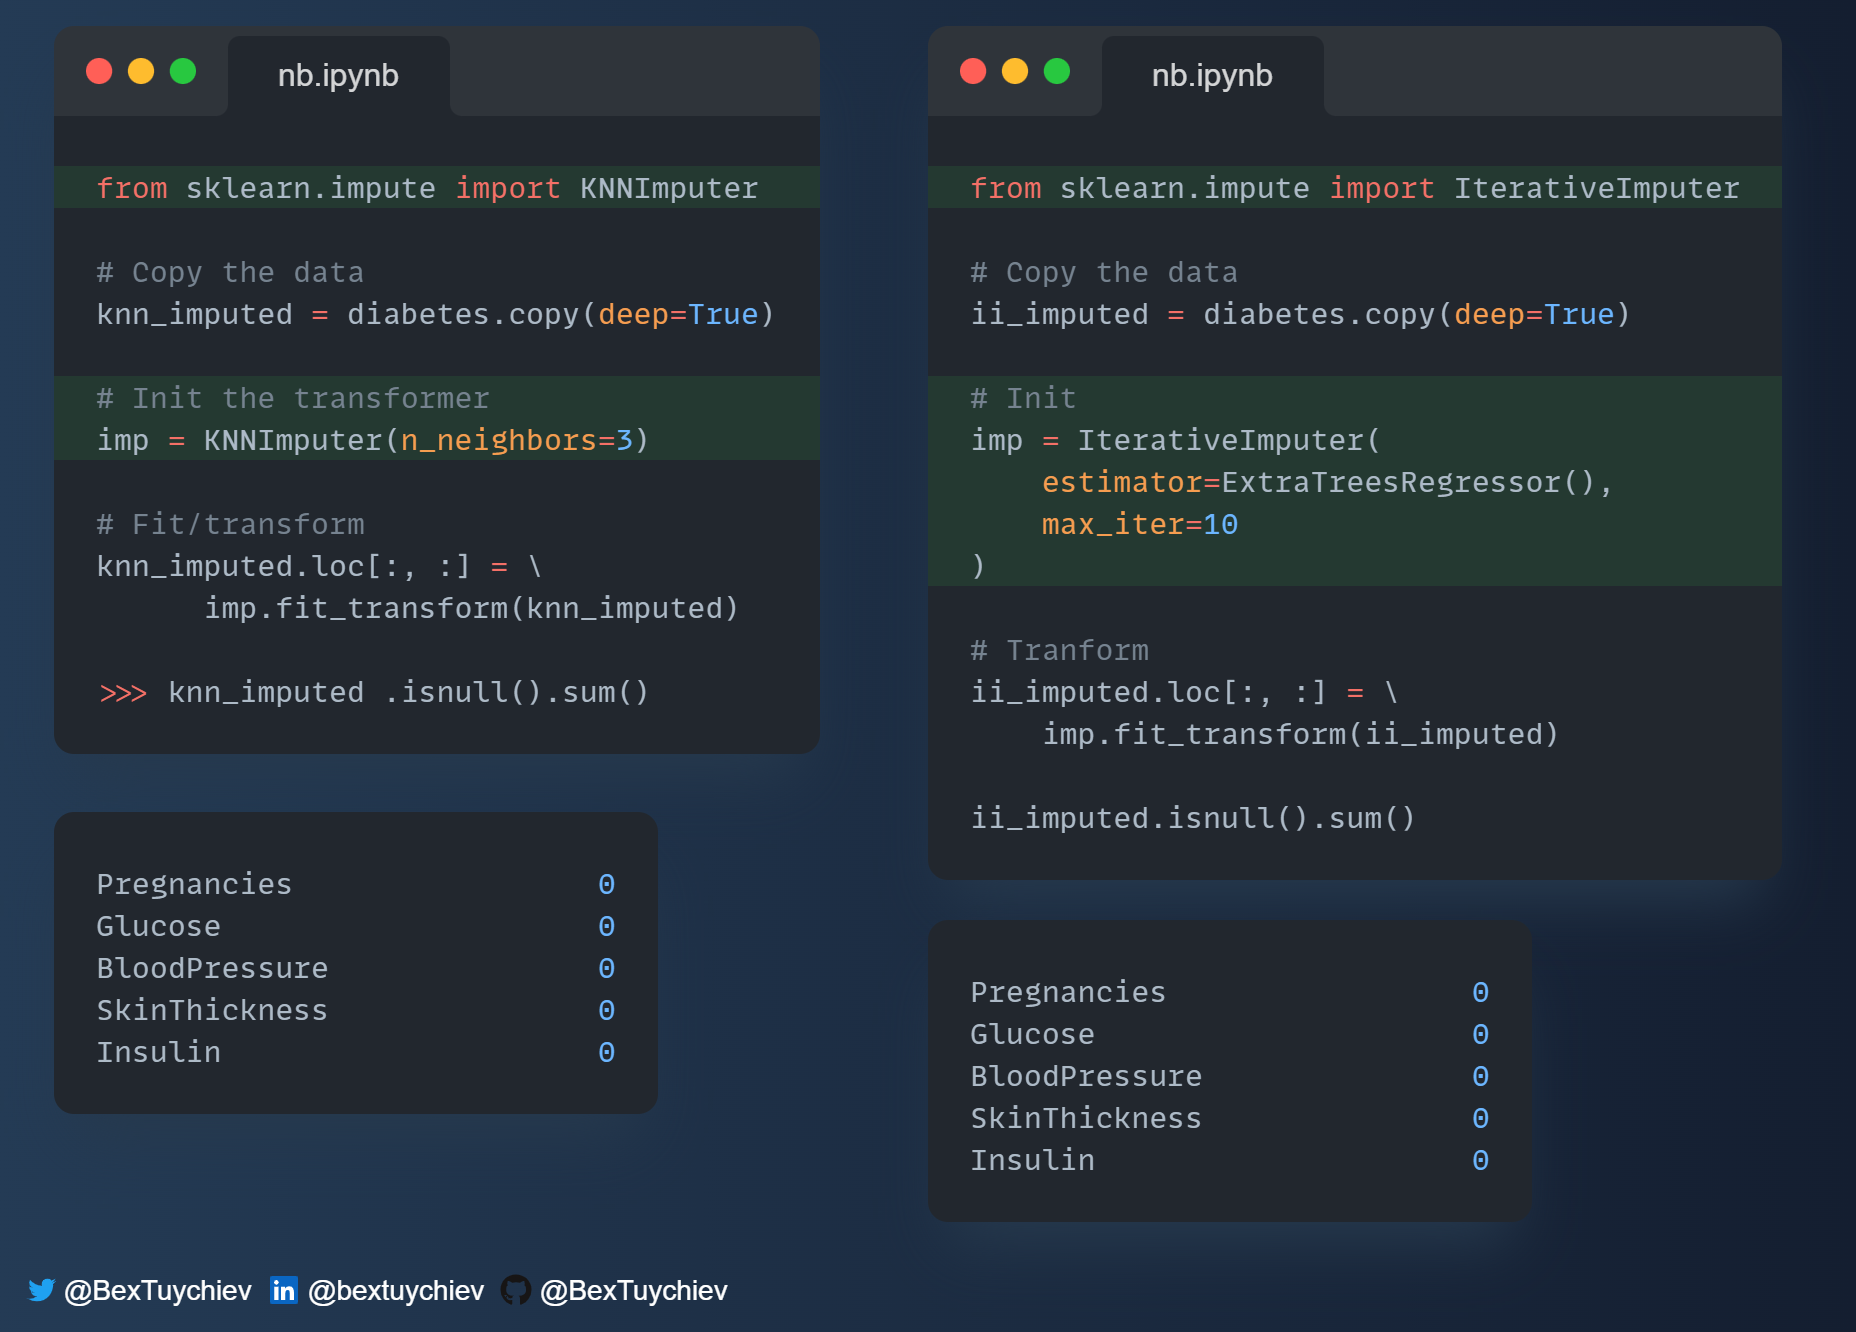 nb.ipynb
from sklearn.impute import KNNImputer
# Copy the data
knn_imputed = diabetes.copy(deep=True)
# Init the transformer
imp = KNNImputer(n_neighbors=3)
# Fit/transform
knn_imputed.loc[:, :] = \
imp.fit_transform(knn_imputed)
>>> knn_imputed .isnull().sum()
Pregnancies 0
Glucose 0
BloodPressure 0
SkinThickness 0
Insulin 0
nb.ipynb
from sklearn.impute import IterativeImputer
# Copy the data
ii_imputed = diabetes.copy(deep=True)
# Init
imp = IterativeImputer(
estimator=ExtraTreesRegressor(),
max_iter=10
)
# Tranform
ii_imputed.loc[:, :] = \
imp.fit_transform(ii_imputed)
ii_imputed.isnull().sum()
Pregnancies 0
Glucose 0
BloodPressure 0
SkinThickness 0
Insulin 0
@BexTuychiev in @bextuychiev @BexTuychiev